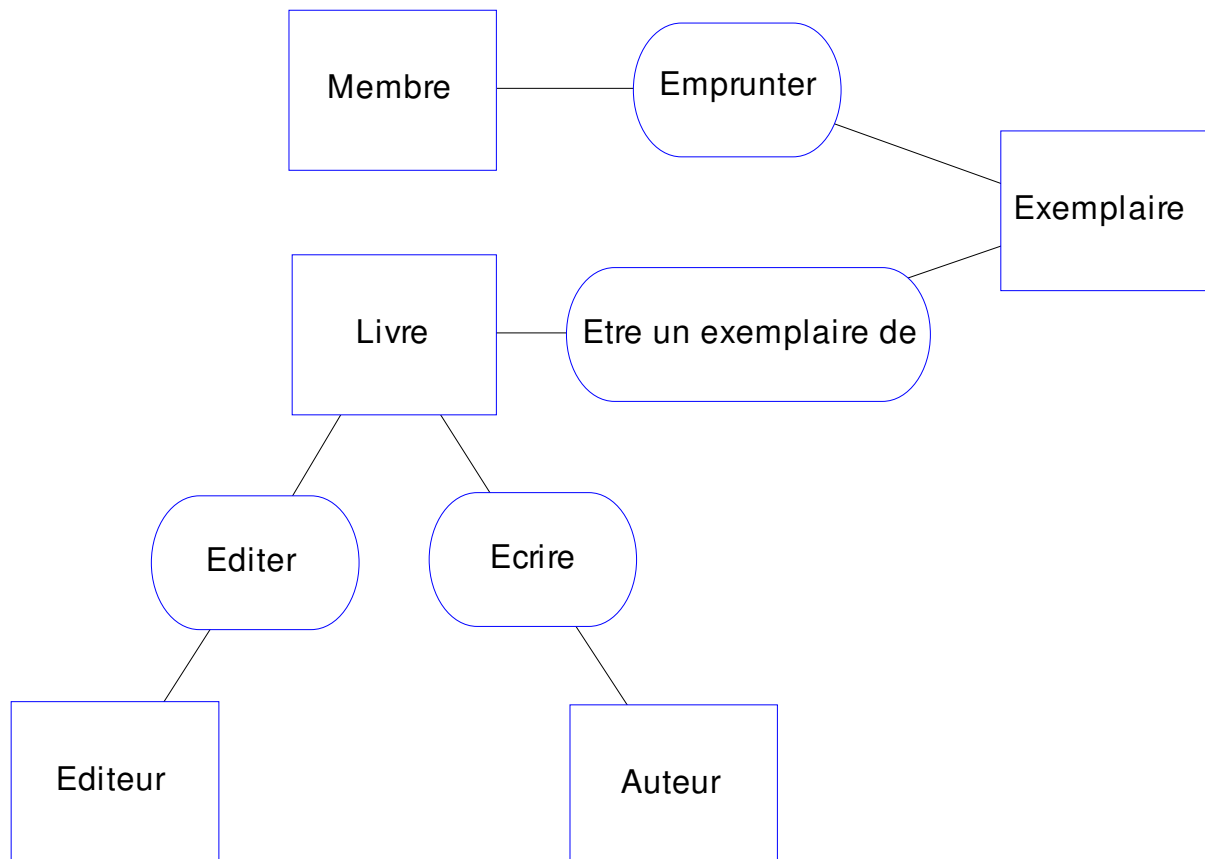 Membre
Emprunter
Exemplaire
Livre
Etre un exemplaire de
Editer
Ecrire
Editeur
Auteur